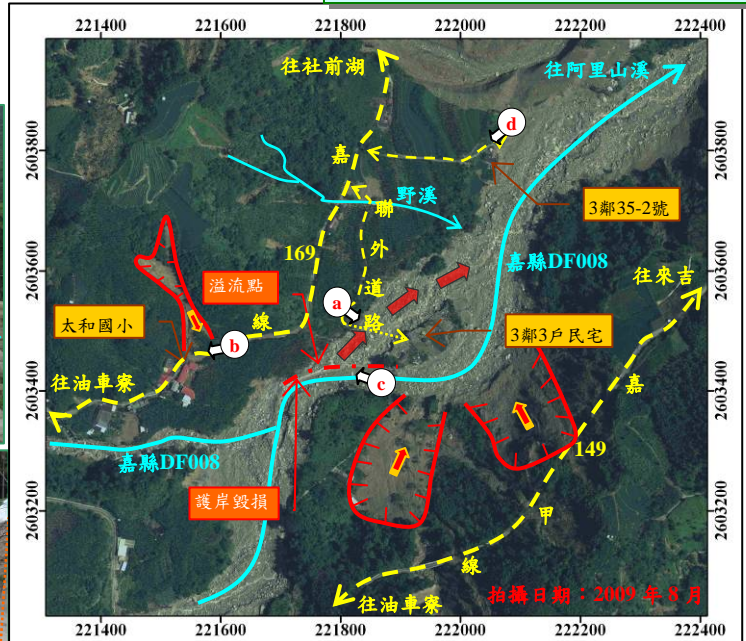 221400 221600 221800 222000 222200 222400
往社前湖
往阿里山溪
d
2603800
2603800
嘉
3鄰35-2號
野溪
聯
外
道
路
169
嘉縣DF008
往來吉
2603600
2603600
溢流點
a
太和國小
線
b
3鄰3戶民宅
嘉
往油車寮
c
2603400
2603400
149
嘉縣DF008
護岸毀損
甲
2603200
2603200
線
往油車寮
拍攝日期：2009 年 8 月
221400 221600 221800 222000 222200 222400